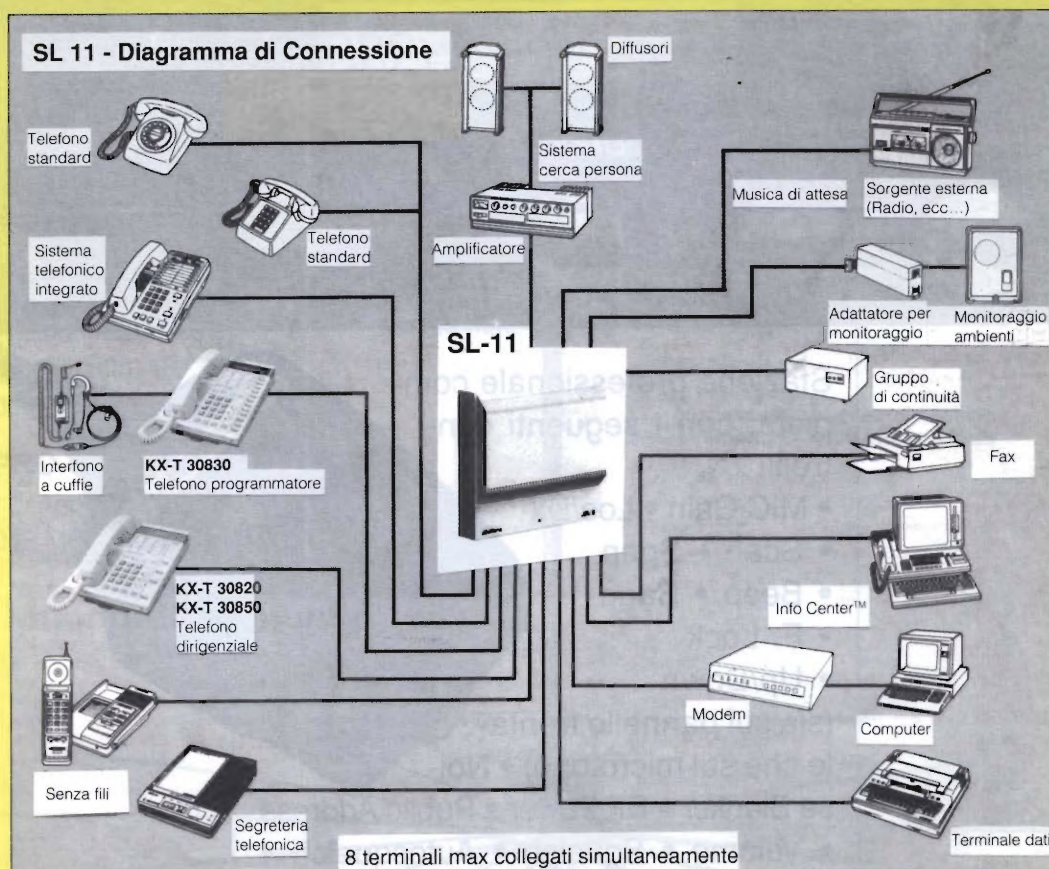 SL 11 - Diagramma di Connessione
Diffusori
Telefono
standard
Sistema
cerca persona
Musica di attesa
Sorgente esterna
(Radio, ecc...)
Telefono
standard
Amplificatore
Sistema
telefonico
integrato
Adattatore per
monitoraggio
Monitoraggio
ambienti
SL-11
Gruppo
di continuità
Interfono
a cuffie
KX-T 30830
Telefono programmatore
Fax
KX-T 30820
KX-T 30850
Telefono
dirigenziale
Info Center™
Modem
Computer
Senza fili
Segreteria
telefonica
Terminale dati
8 terminali max collegati simultaneamente